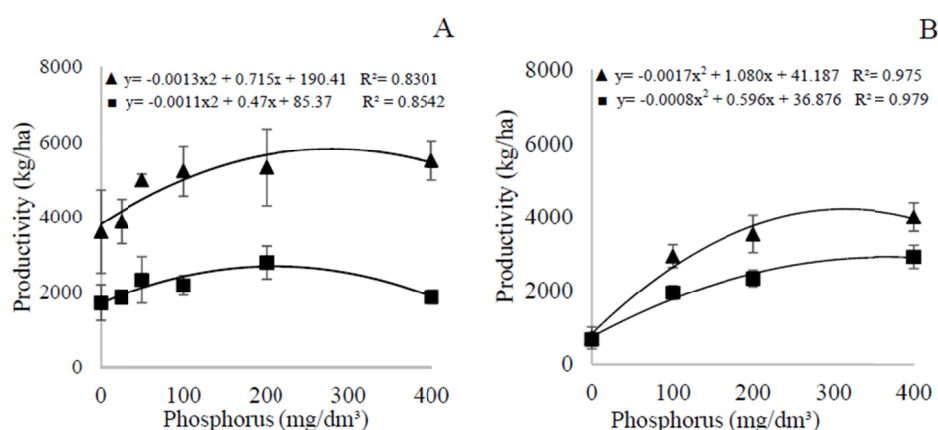 A
▲ y= -0.0013x2 + 0.715x + 190.41 R²= 0.8301
■ y= -0.0011x2 + 0.47x + 85.37 R² = 0.8542
8000
6000
4000
2000
0
Productivity (kg/ha)
0 100 200 300 400
Phosphorus (mg/dm³)
B
▲ y= -0.0017x² + 1.080x + 41.187 R² = 0.975
■ y= -0.0008x² + 0.596x + 36.876 R² = 0.979
8000
6000
4000
2000
0
Productivity (kg/ha)
0 100 200 300 400
Phosphorus (mg/dm³)